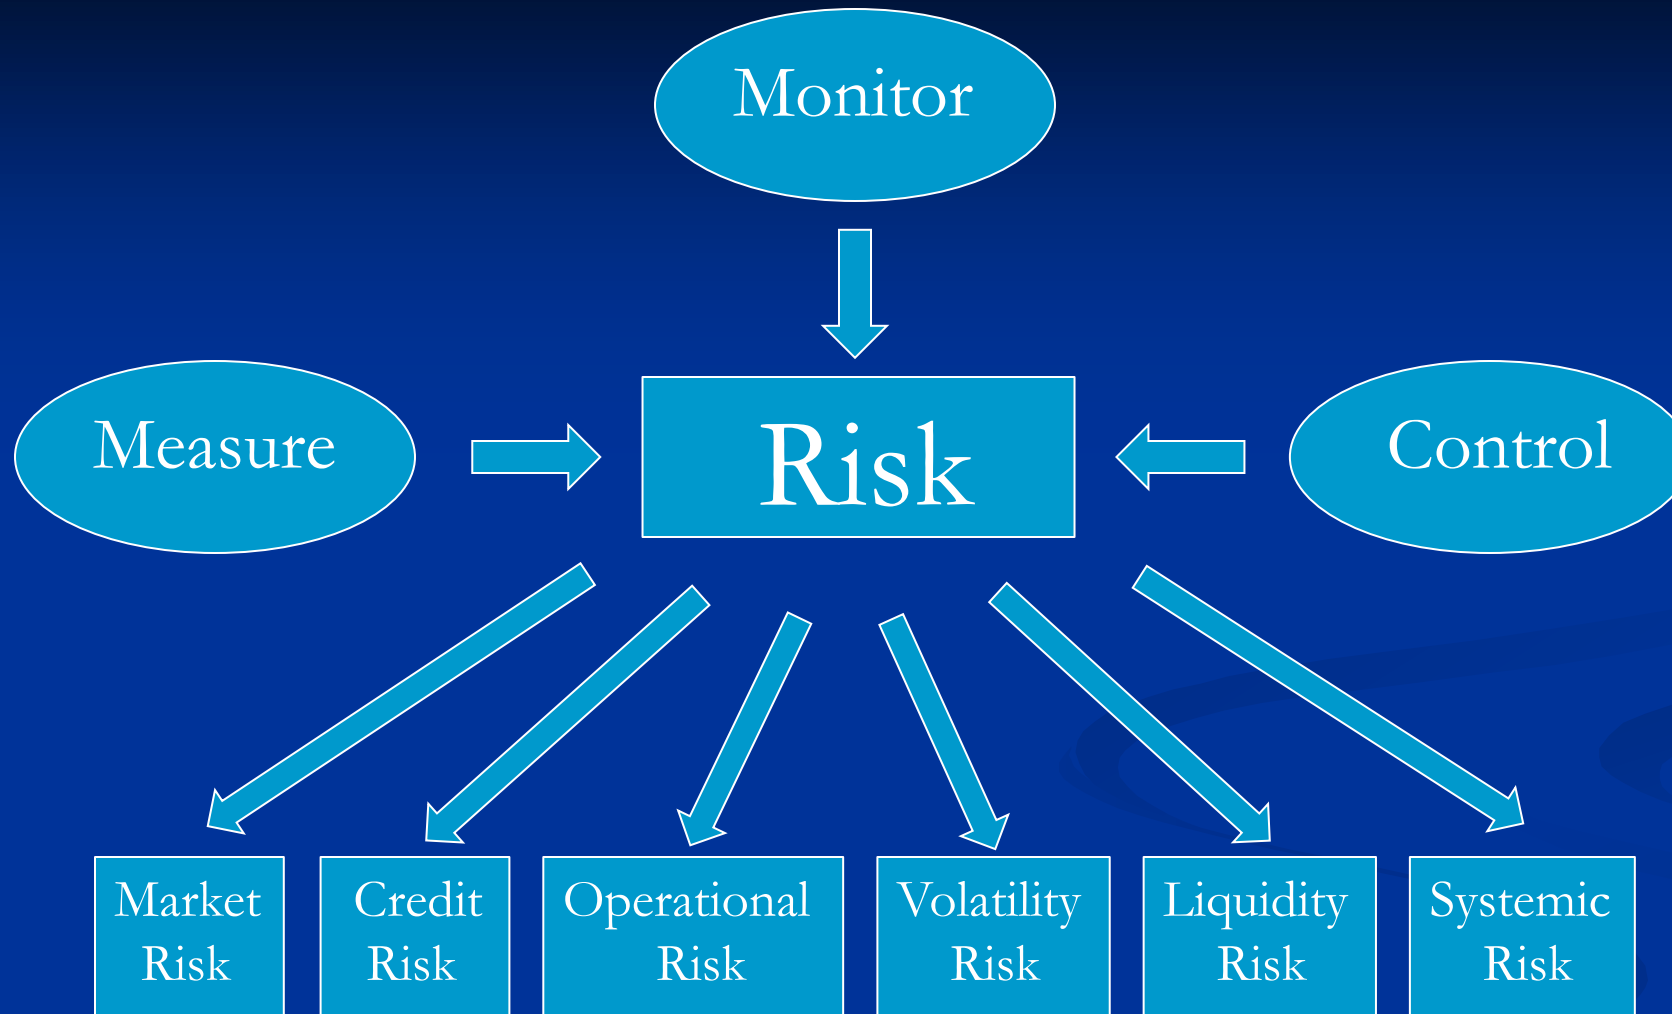 Monitor
Measure
Risk
Control
Market
Risk
Credit
Risk
Operational
Risk
Volatility
Risk
Liquidity
Risk
Systemic
Risk